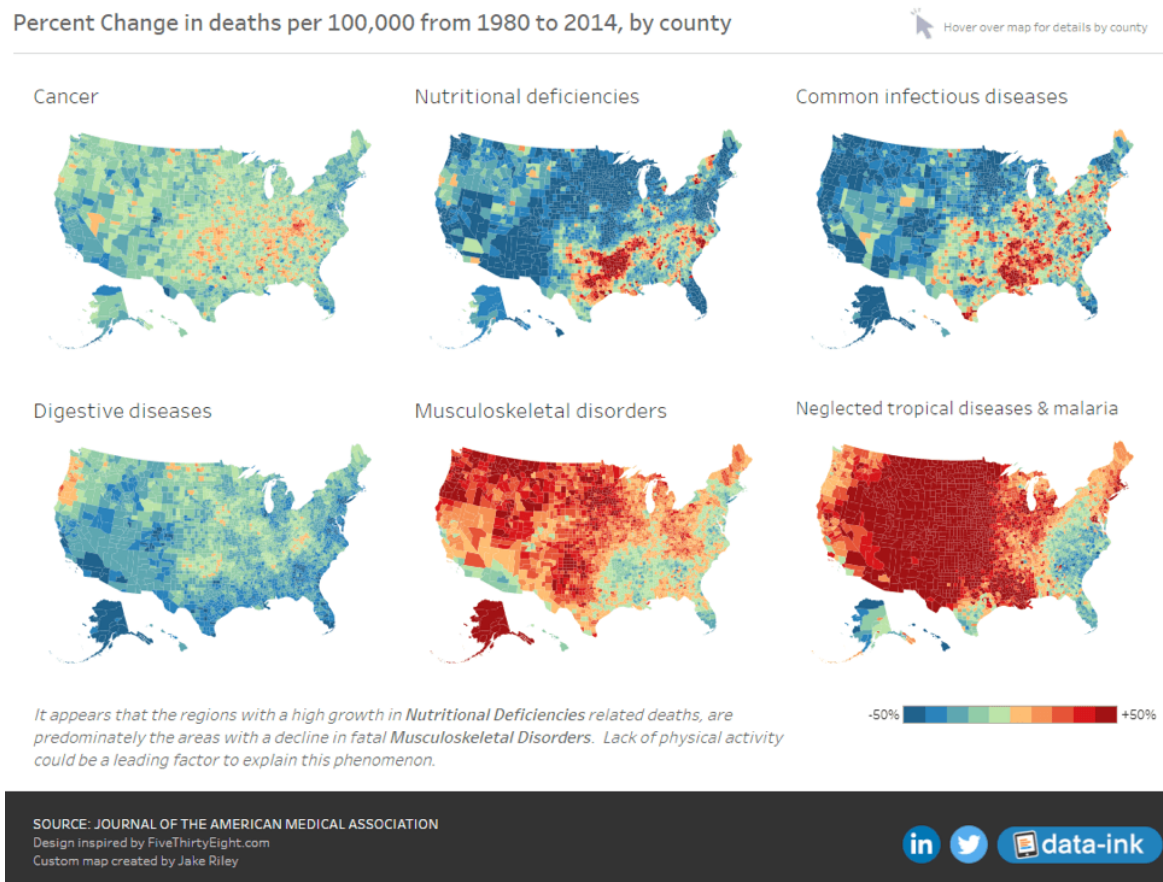 Percent Change in deaths per 100,000 from 1980 to 2014, by county
Hover over map for details by county
Cancer
Nutritional deficiencies
Common infectious diseases
Digestive diseases
Musculoskeletal disorders
Neglected tropical diseases & malaria
It appears that the regions with a high growth in Nutritional Deficiencies related deaths, are
predominately the areas with a decline in fatal Musculoskeletal Disorders. Lack of physical activity
could be a leading factor to explain this phenomenon.
-50% +50%
SOURCE: JOURNAL OF THE AMERICAN MEDICAL ASSOCIATION
Design inspired by FiveThirtyEight.com
Custom map created by Jake Riley
in
data-ink